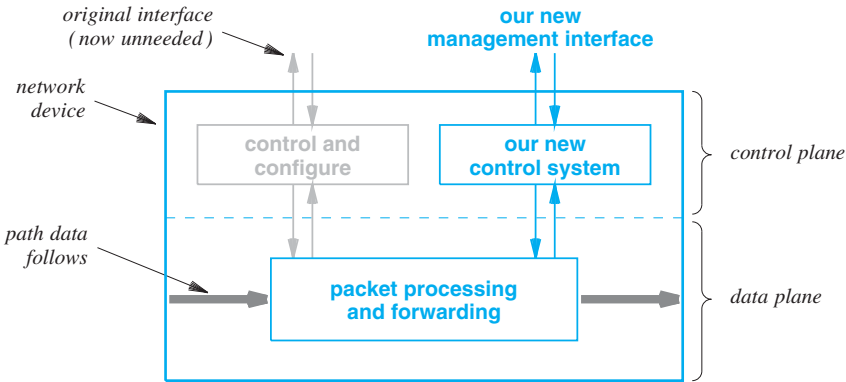 original interface
( now unneeded )
our new
management interface
network
device
control and
configure
our new
control system
control plane
path data
follows
packet processing
and forwarding
data plane